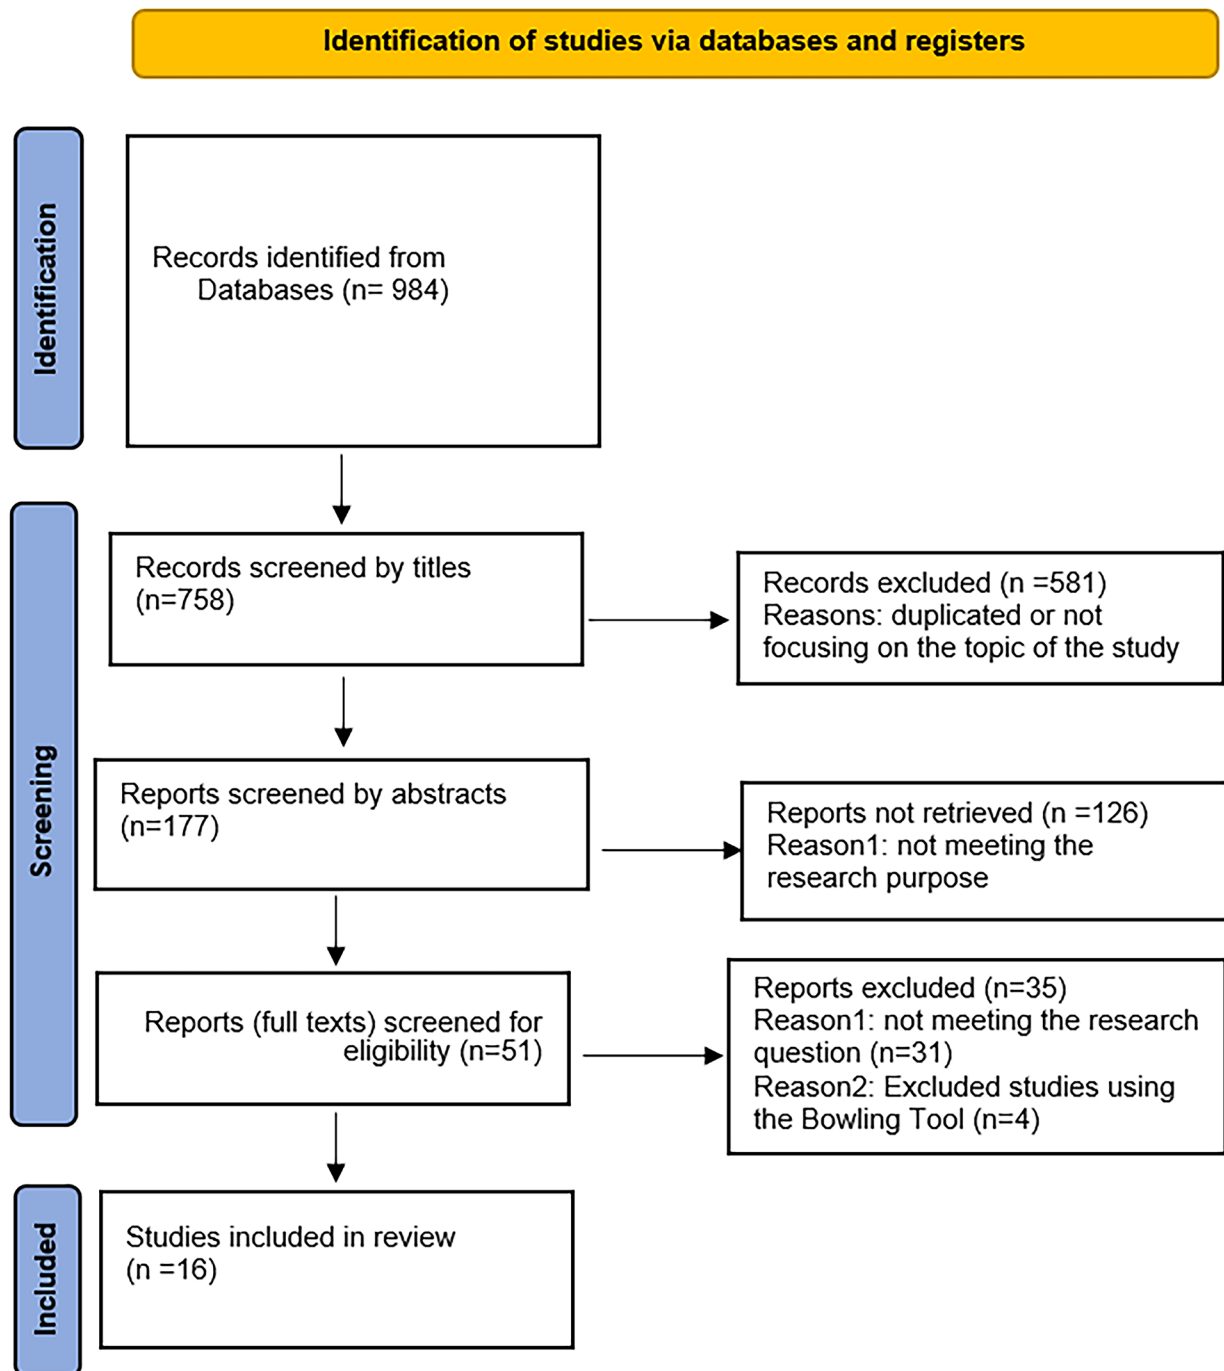 Identification of studies via databases and registers
Identification
Records identified from
Databases (n= 984)
Screening
Records screened by titles
(n=758)
Records excluded (n =581)
Reasons: duplicated or not
focusing on the topic of the study
Reports screened by abstracts
(n=177)
Reports not retrieved (n =126)
Reason1: not meeting the
research purpose
Reports (full texts) screened for
eligibility (n=51)
Reports excluded (n=35)
Reason1: not meeting the research
question (n=31)
Reason2: Excluded studies using
the Bowling Tool (n=4)
Included
Studies included in review
(n =16)